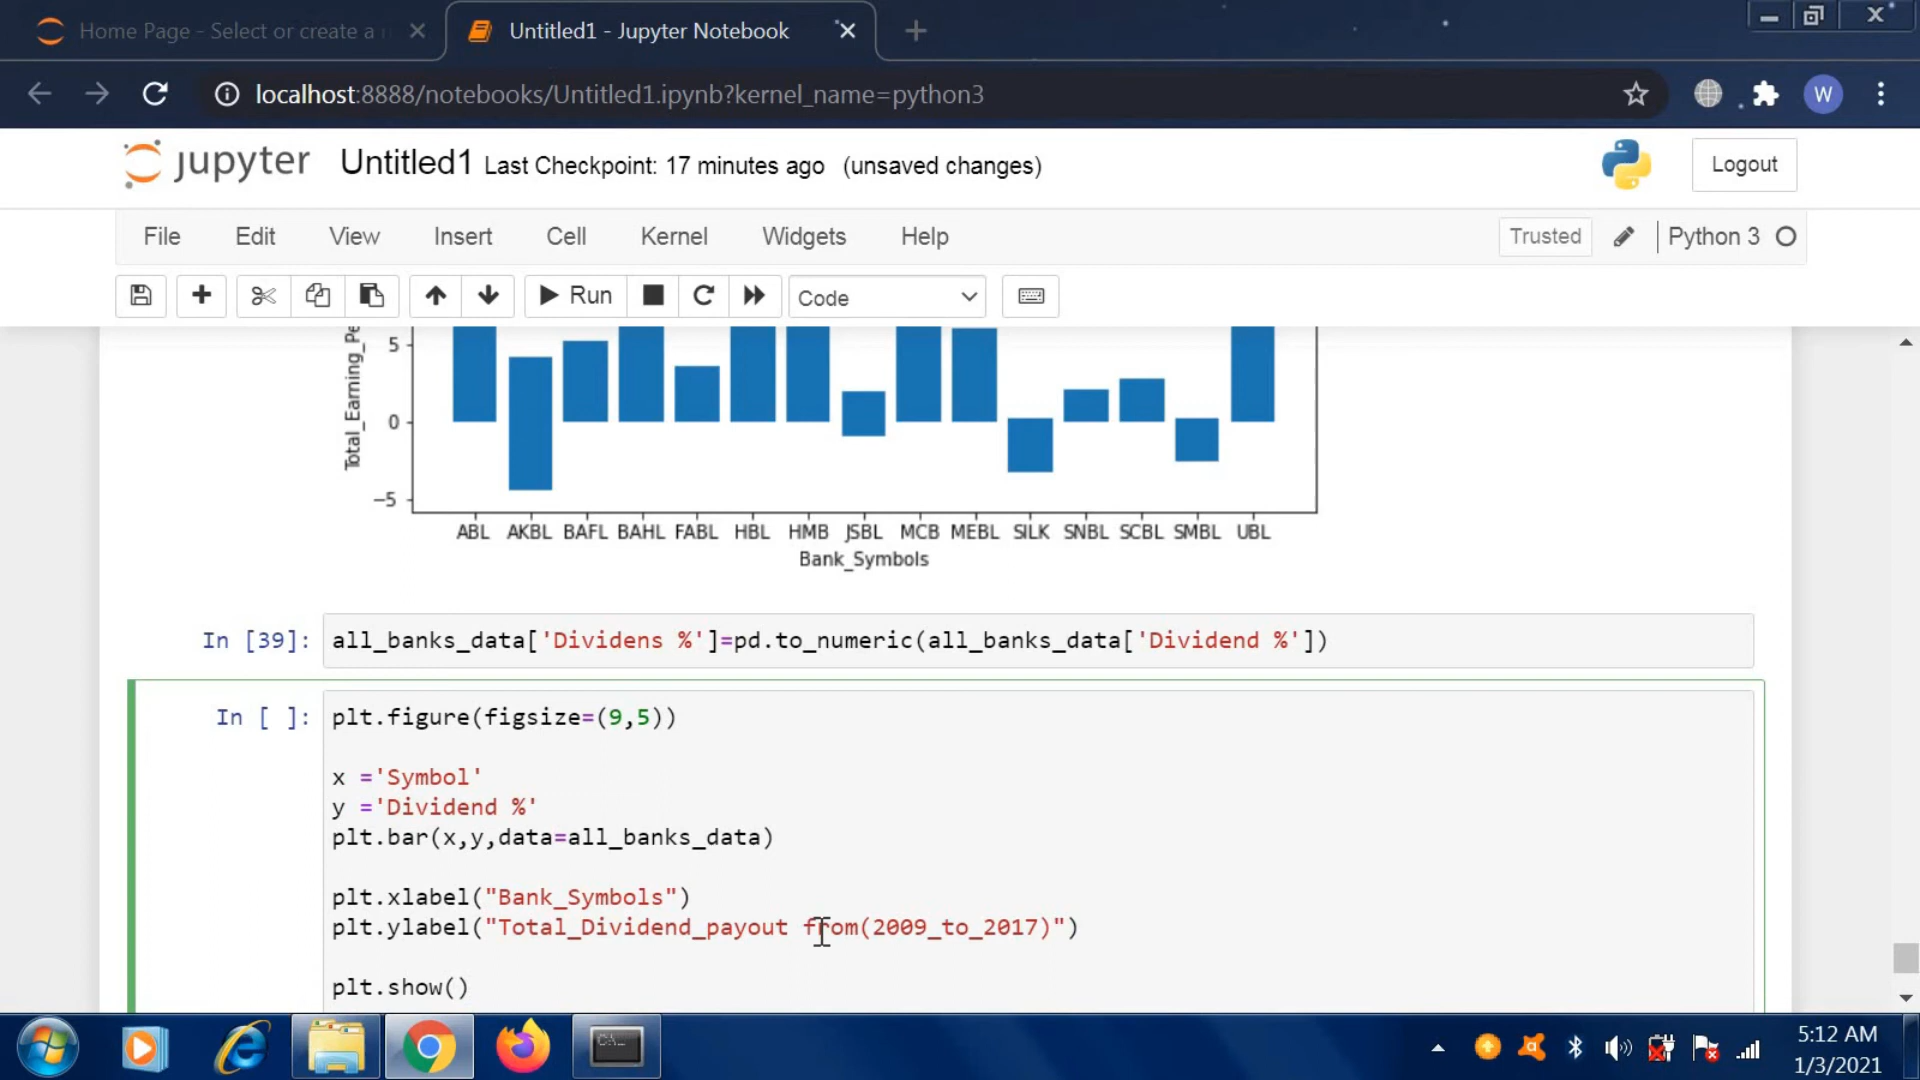 Home Page - Select or create a n
Untitled1 - Jupyter Notebook
localhost:8888/notebooks/Untitled1.ipynb?kernel_name=python3
W
jupyter Untitled1 Last Checkpoint: 17 minutes ago (unsaved changes)
Logout
File Edit View Insert Cell Kernel Widgets Help
Trusted Python 3
Run Code
Total_Earning_Pe
5
0
−5
ABL AKBL BAFL BAHL FABL HBL HMB JSBL MCB MEBL SILK SNBL SCBL SMBL UBL
Bank_Symbols
In [39]: all_banks_data['Dividens %']=pd.to_numeric(all_banks_data['Dividend %'])
In [ ]: plt.figure(figsize=(9,5))
x ='Symbol'
y ='Dividend %'
plt.bar(x,y,data=all_banks_data)
plt.xlabel("Bank_Symbols")
plt.ylabel("Total_Dividend_payout from(2009_to_2017)")
plt.show()
5:12 AM
1/3/2021